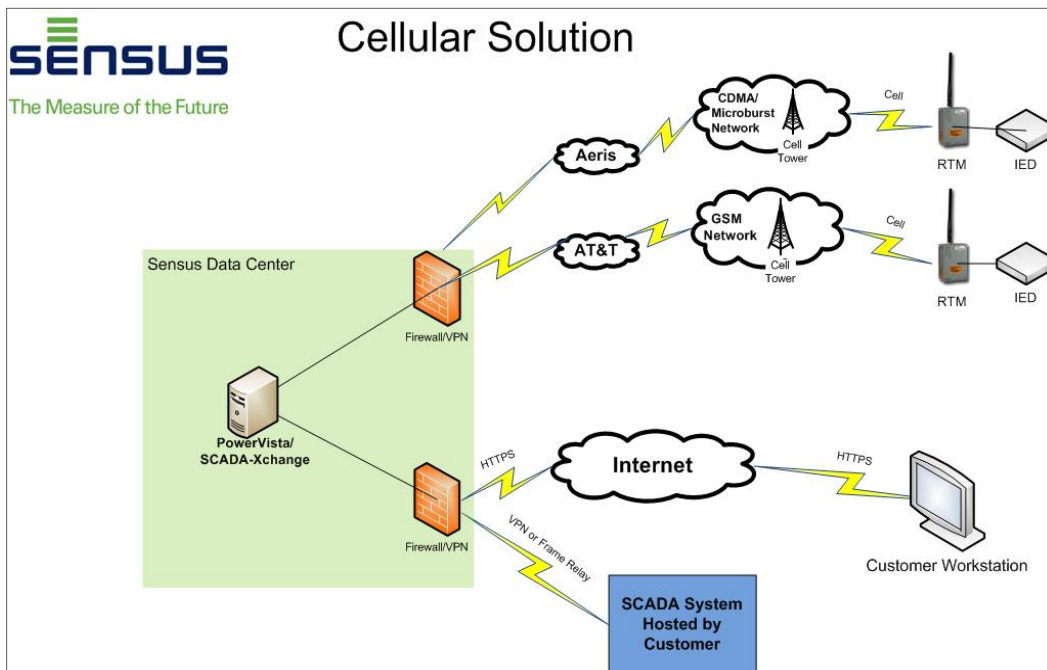 Cellular Solution
SENSUS
The Measure of the Future
CDMA/
Microburst
Network
Cell
Tower
Cell
RTM
IED
Aeris
GSM
Network
Cell
Tower
Cell
RTM
IED
AT&T
Sensus Data Center
Firewall/VPN
PowerVista/
SCADA-Xchange
HTTPS
Internet
HTTPS
Firewall/VPN
VPN or Frame Relay
Customer Workstation
SCADA System
Hosted by
Customer